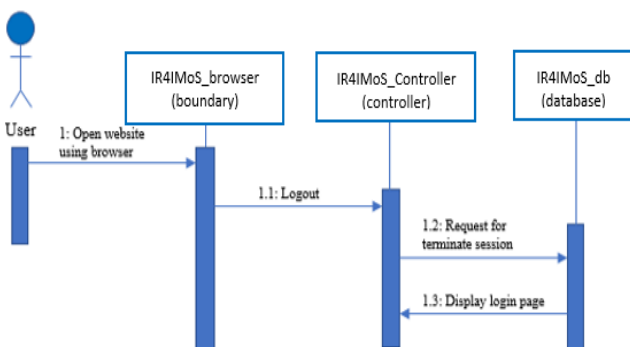 IR4IMoS_browser
(boundary)
IR4IMoS_Controller
(controller)
IR4IMoS_db
(database)
User
1: Open website
using browser
1.1: Logout
1.2: Request for
terminate session
1.3: Display login page